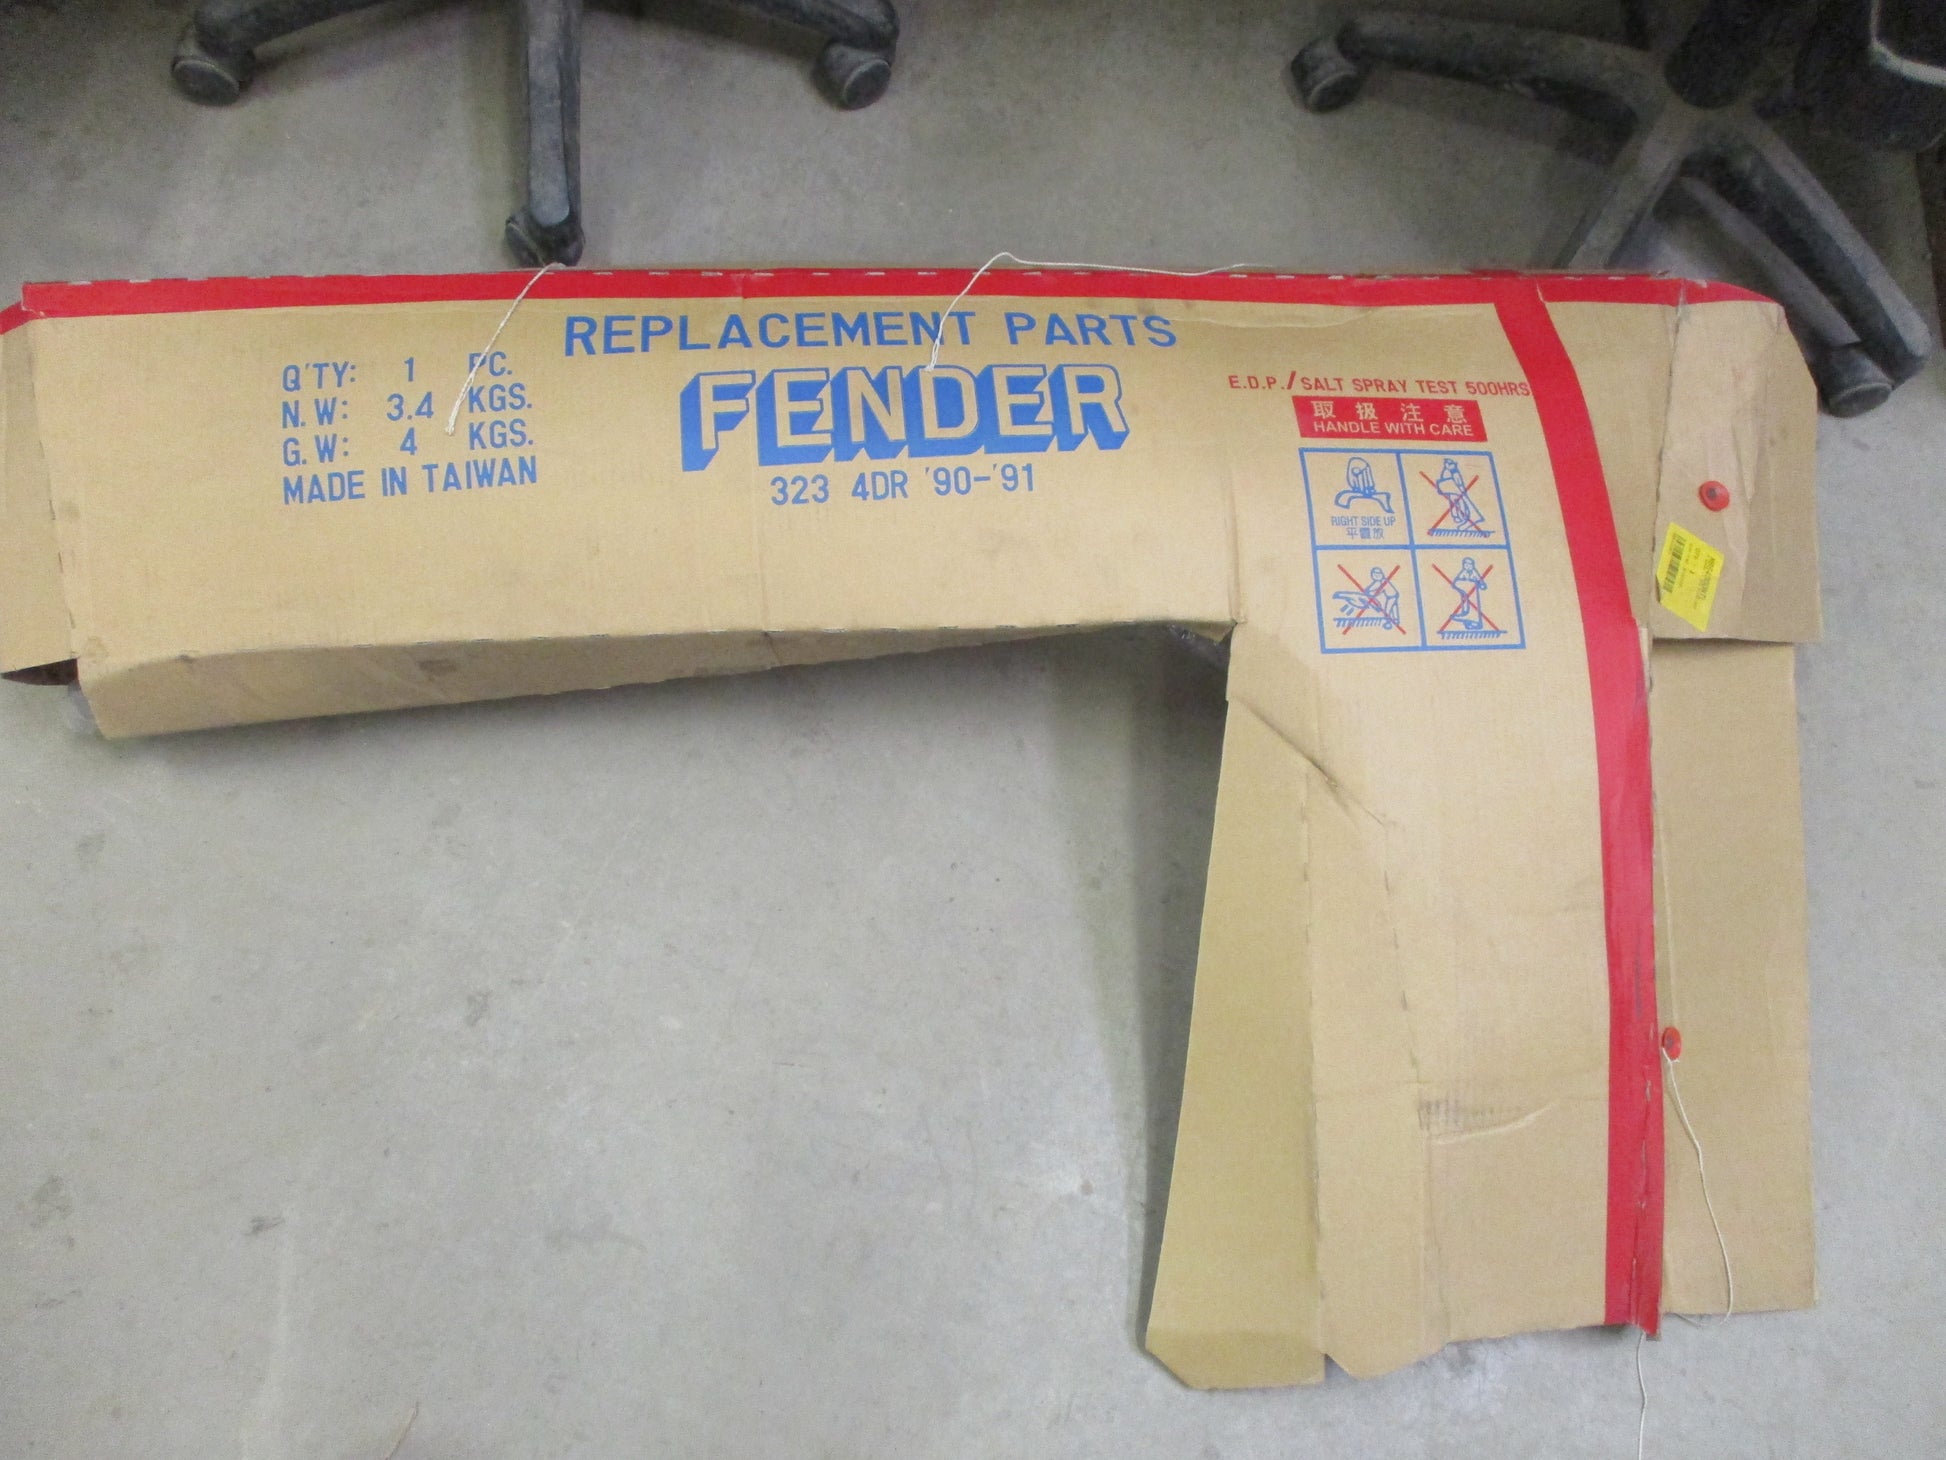 REPLACEMENT PARTS
FENDER
323 4DR '90-'91
Q'TY: 1 PC.
N.W: 3.4 KGS.
G.W: 4 KGS.
MADE IN TAIWAN
E.D.P./SALT SPRAY TEST 500HRS
取扱注意
HANDLE WITH CARE
RIGHT SIDE UP
平置放